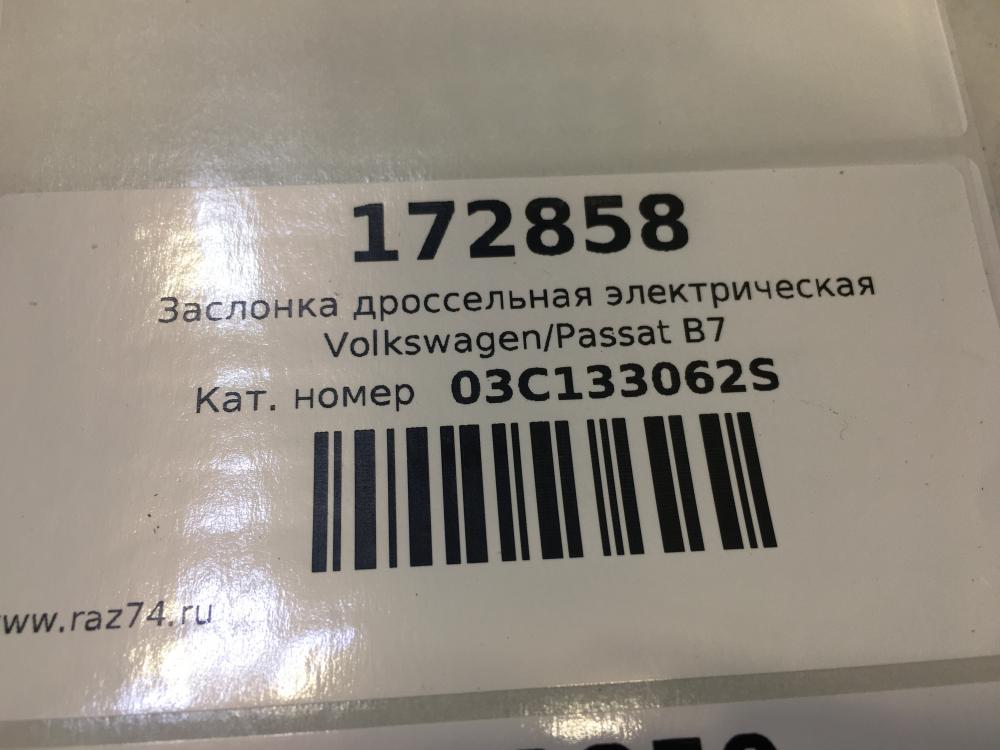 172858
Заслонка дроссельная электрическая
Volkswagen/Passat B7
Кат. номер 03C133062S
www.raz74.ru